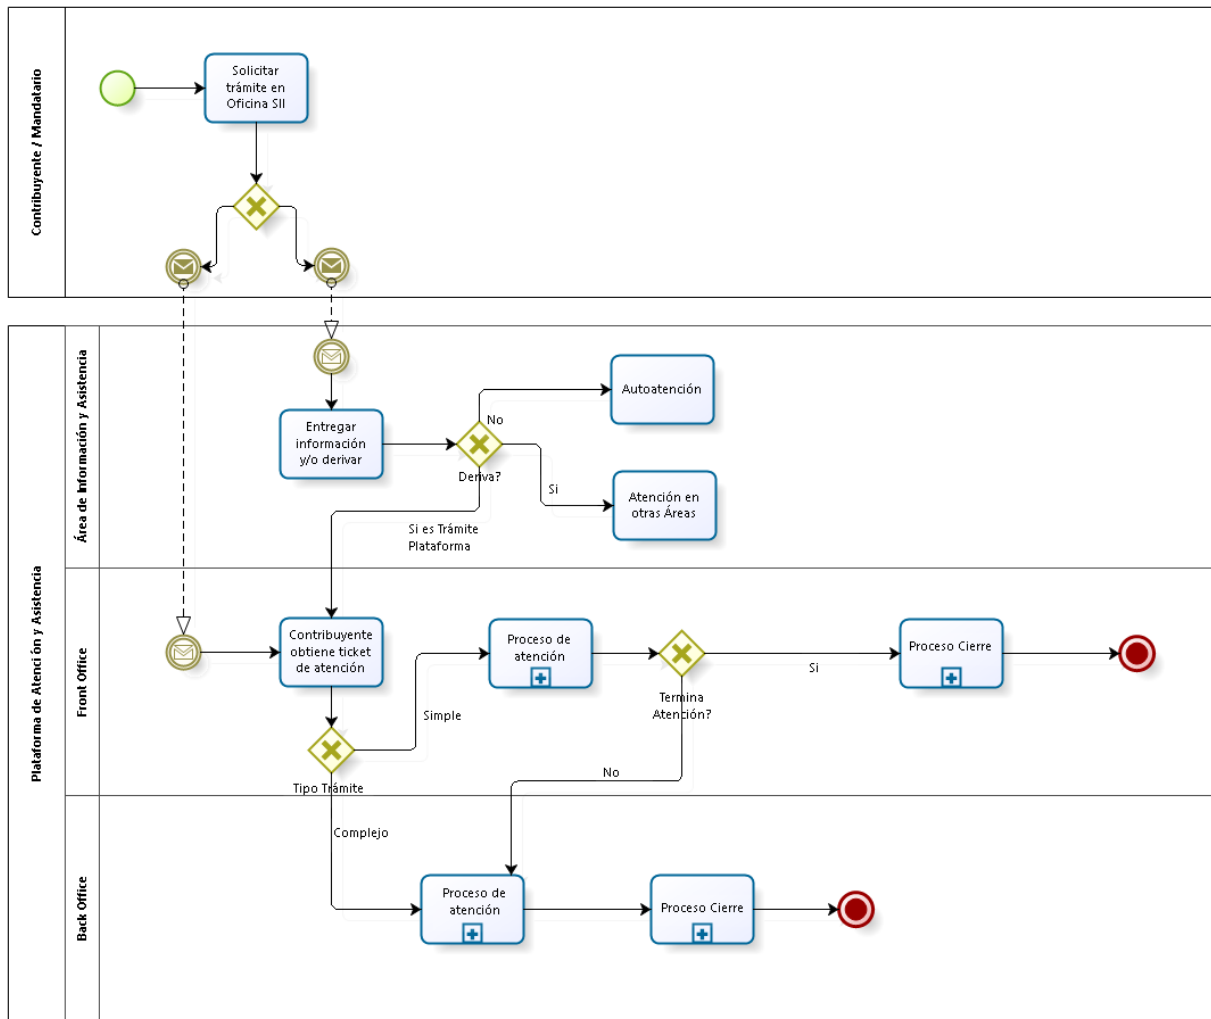 Contribuyente / Mandatario
Solicitar
trámite en
Oficina SII
Plataforma de Atención y Asistencia
Área de Información y Asistencia
Entregar
información
y/o derivar
Deriva?
No
Autoatención
Si
Atención en
otras Áreas
Si es Trámite
Plataforma
Front Office
Contribuyente
obtiene ticket
de atención
Tipo Trámite
Simple
Proceso de
atención
Termina
Atención?
Si
Proceso Cierre
No
Back Office
Complejo
Proceso de
atención
Proceso Cierre